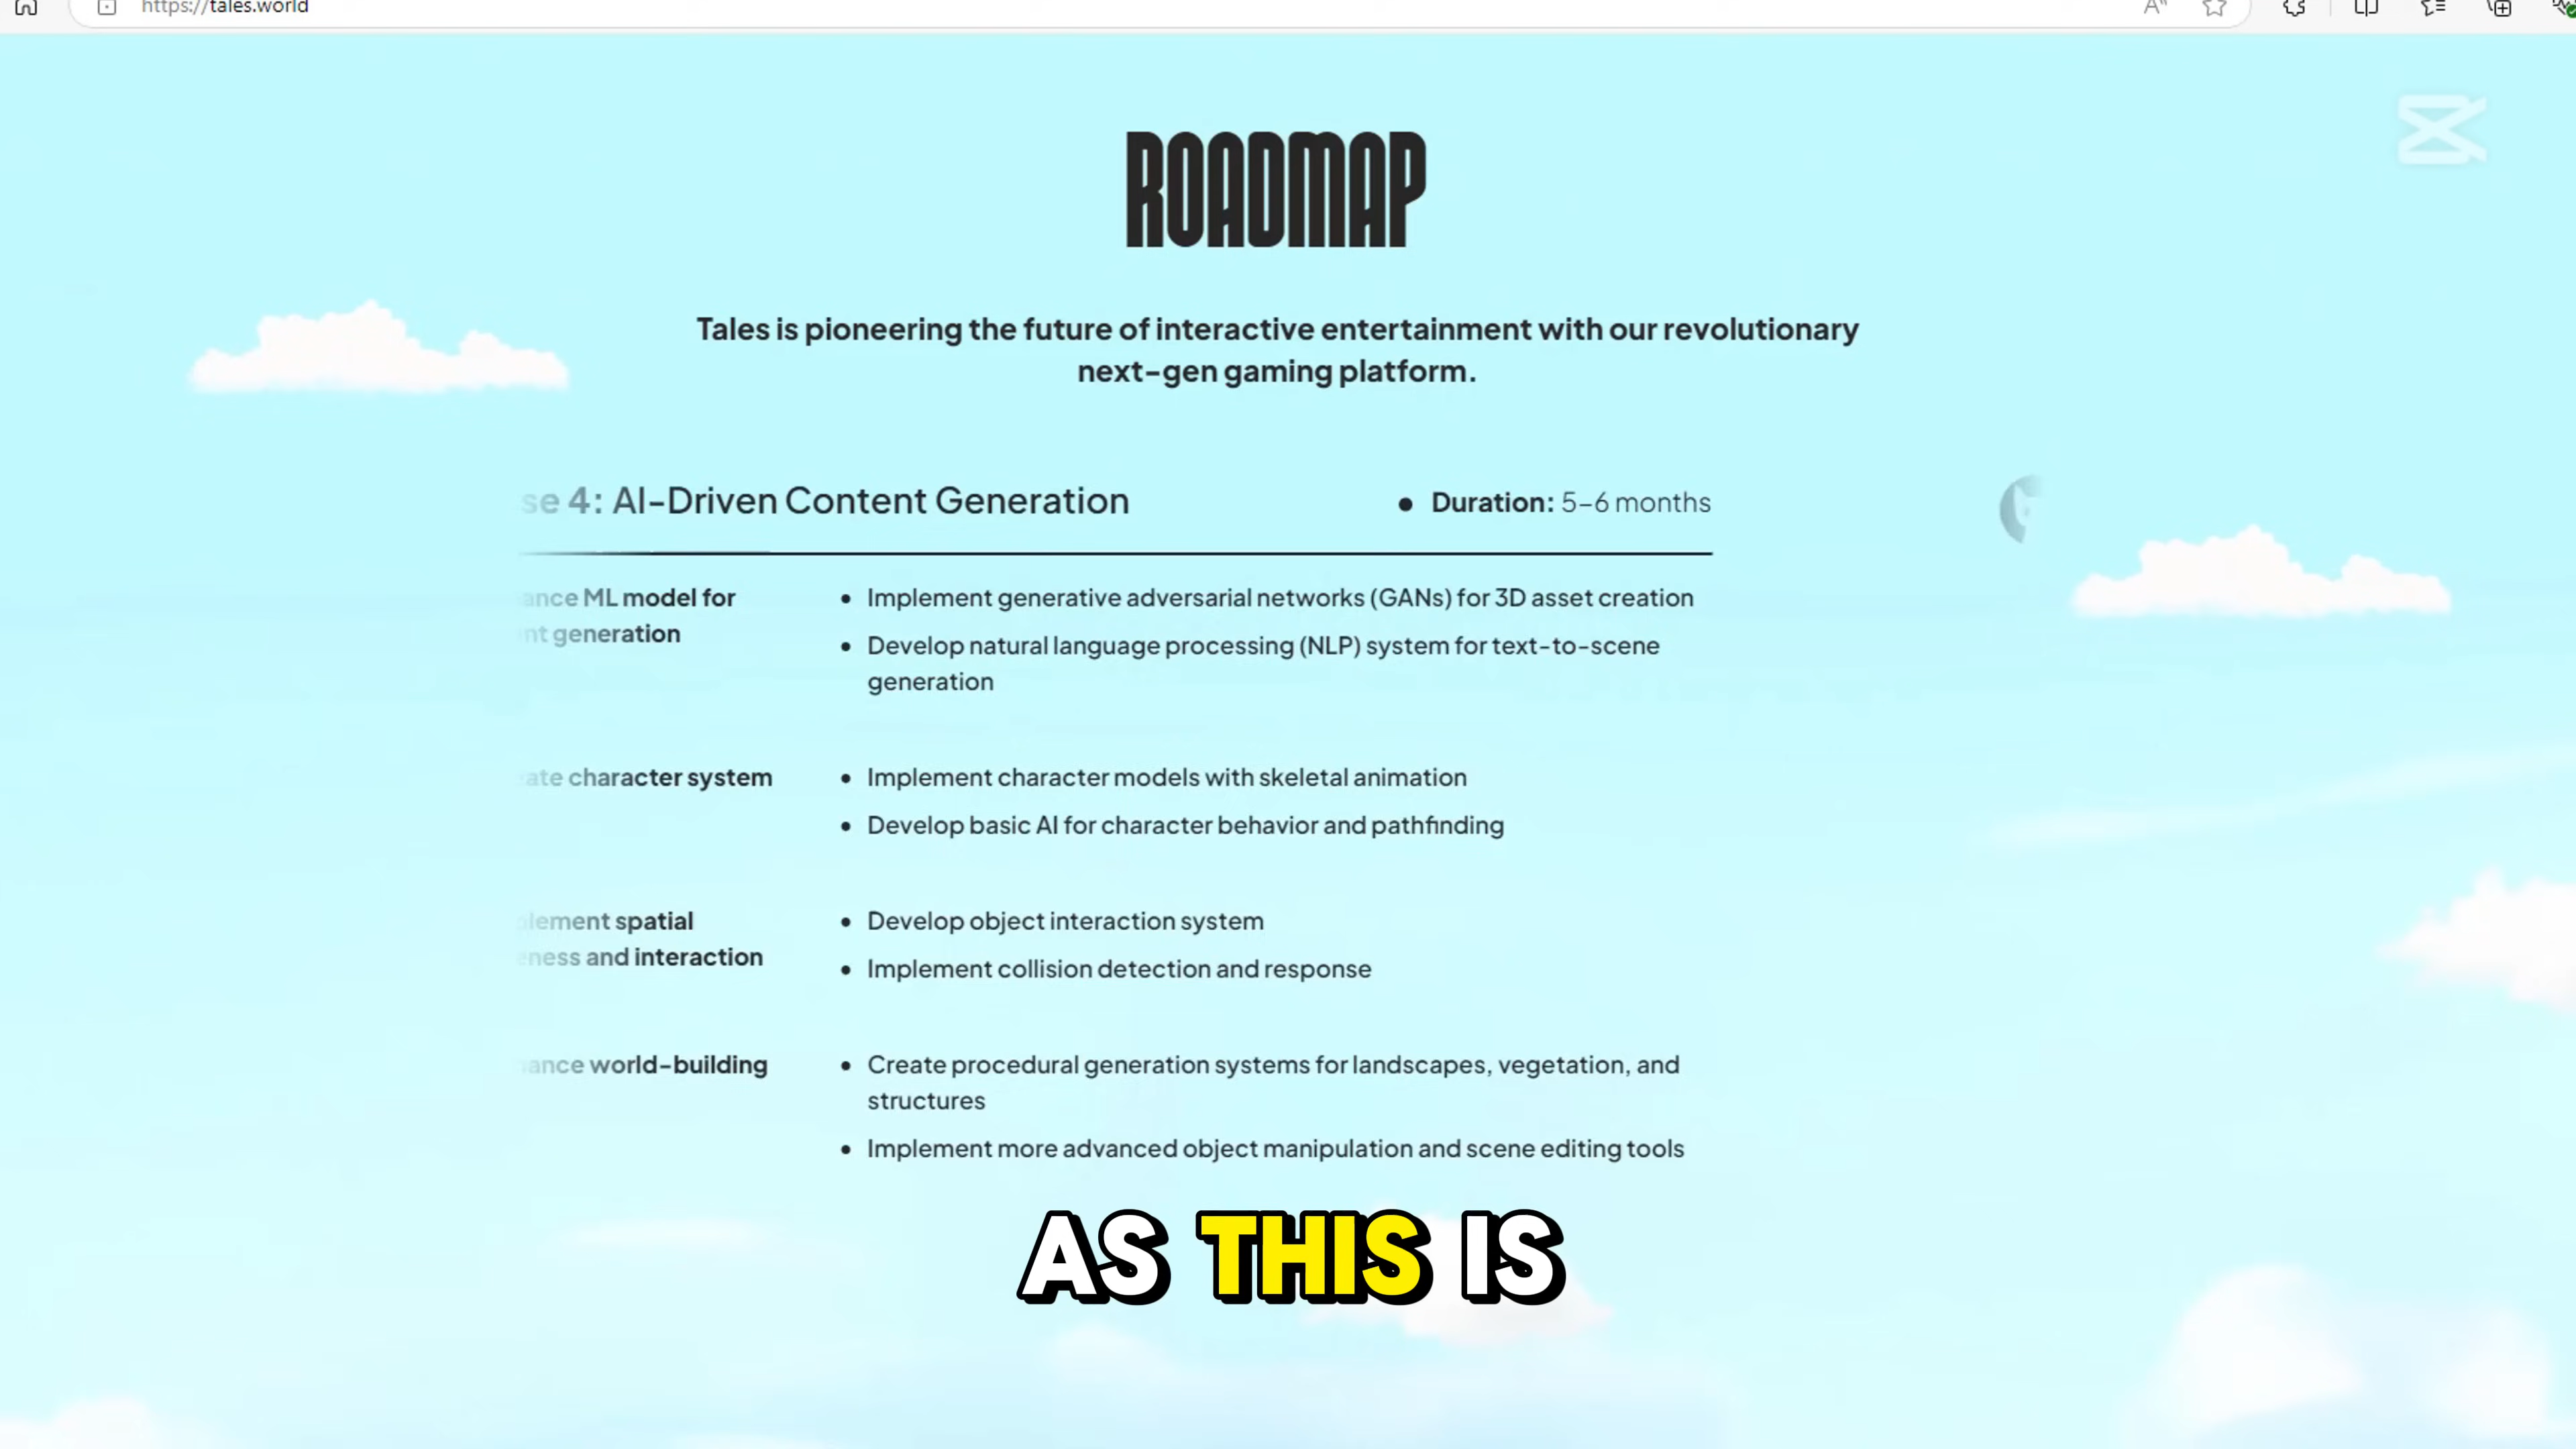 https://tales.world
ROADMAP
Tales is pioneering the future of interactive entertainment with our revolutionary
next-gen gaming platform.
se 4: AI-Driven Content Generation
• Duration: 5-6 months
ance ML model for
nt generation
• Implement generative adversarial networks (GANs) for 3D asset creation
• Develop natural language processing (NLP) system for text-to-scene
generation
ate character system
• Implement character models with skeletal animation
• Develop basic AI for character behavior and pathfinding
lement spatial
eness and interaction
• Develop object interaction system
• Implement collision detection and response
ance world-building
• Create procedural generation systems for landscapes, vegetation, and
structures
• Implement more advanced object manipulation and scene editing tools
AS THIS IS